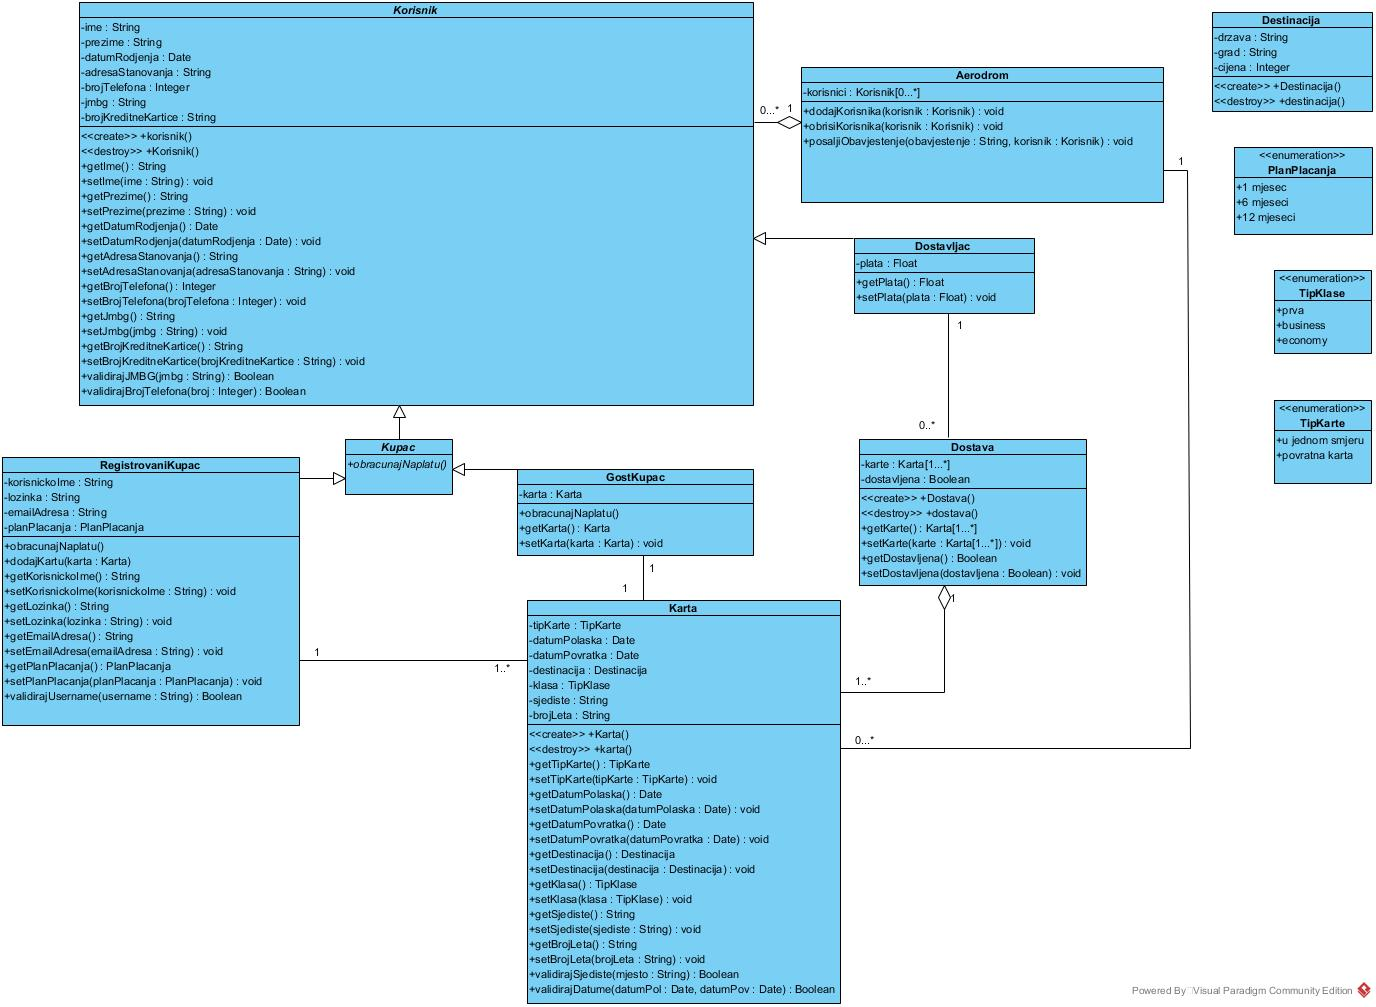 Korisnik
-ime : String
-prezime : String
-datumRodjenja : Date
-adresaStanovanja : String
-brojTelefona : Integer
-jmbg : String
-brojKreditneKartice : String
<<create>> +korisnik()
<<destroy>> +Korisnik()
+getIme() : String
+setIme(ime : String) : void
+getPrezime() : String
+setPrezime(prezime : String) : void
+getDatumRodjenja() : Date
+setDatumRodjenja(datumRodjenja : Date) : void
+getAdresaStanovanja() : String
+setAdresaStanovanja(adresaStanovanja : String) : void
+getBrojTelefona() : Integer
+setBrojTelefona(brojTelefona : Integer) : void
+getJmbg() : String
+setJmbg(jmbg : String) : void
+getBrojKreditneKartice() : String
+setBrojKreditneKartice(brojKreditneKartice : String) : void
+validirajJMBG(jmbg : String) : Boolean
+validirajBrojTelefona(broj : Integer) : Boolean
0...*
1
Aerodrom
-korisnici : Korisnik[0...*]
+dodajKorisnika(korisnik : Korisnik) : void
+obrisiKorisnika(korisnik : Korisnik) : void
+posaljiObavjestenje(obavjestenje : String, korisnik : Korisnik) : void
1
Destinacija
-drzava : String
-grad : String
-cijena : Integer
<<create>> +Destinacija()
<<destroy>> +destinacija()
<<enumeration>>
PlanPlacanja
+1 mjesec
+6 mjeseci
+12 mjeseci
Dostavljac
-plata : Float
+getPlata() : Float
+setPlata(plata : Float) : void
1
0..*
<<enumeration>>
TipKlase
+prva
+business
+economy
<<enumeration>>
TipKarte
+u jednom smjeru
+povratna karta
Kupac
+obracunajNaplatu()
RegistrovaniKupac
-korisnickoIme : String
-lozinka : String
-emailAdresa : String
-planPlacanja : PlanPlacanja
+obracunajNaplatu()
+dodajKartu(karta : Karta)
+getKorisnickoIme() : String
+setKorisnickoIme(korisnickoIme : String) : void
+getLozinka() : String
+setLozinka(lozinka : String) : void
+getEmailAdresa() : String
+setEmailAdresa(emailAdresa : String) : void
+getPlanPlacanja() : PlanPlacanja
+setPlanPlacanja(planPlacanja : PlanPlacanja) : void
+validirajUsername(username : String) : Boolean
1
1..*
GostKupac
-karta : Karta
+obracunajNaplatu()
+getKarta() : Karta
+setKarta(karta : Karta) : void
1
1
Dostava
-karte : Karta[1...*]
-dostavljena : Boolean
<<create>> +Dostava()
<<destroy>> +dostava()
+getKarte() : Karta[1...*]
+setKarte(karte : Karta[1...*]) : void
+getDostavljena() : Boolean
+setDostavljena(dostavljena : Boolean) : void
1
1..*
0...*
Karta
-tipKarte : TipKarte
-datumPolaska : Date
-datumPovratka : Date
-destinacija : Destinacija
-klasa : TipKlase
-sjediste : String
-brojLeta : String
<<create>> +Karta()
<<destroy>> +karta()
+getTipKarte() : TipKarte
+setTipKarte(tipKarte : TipKarte) : void
+getDatumPolaska() : Date
+setDatumPolaska(datumPolaska : Date) : void
+getDatumPovratka() : Date
+setDatumPovratka(datumPovratka : Date) : void
+getDestinacija() : Destinacija
+setDestinacija(destinacija : Destinacija) : void
+getKlasa() : TipKlase
+setKlasa(klasa : TipKlase) : void
+getSjediste() : String
+setSjediste(sjediste : String) : void
+getBrojLeta() : String
+setBrojLeta(brojLeta : String) : void
+validirajSjediste(mjesto : String) : Boolean
+validirajDatume(datumPol : Date, datumPov : Date) : Boolean
Powered By Visual Paradigm Community Edition